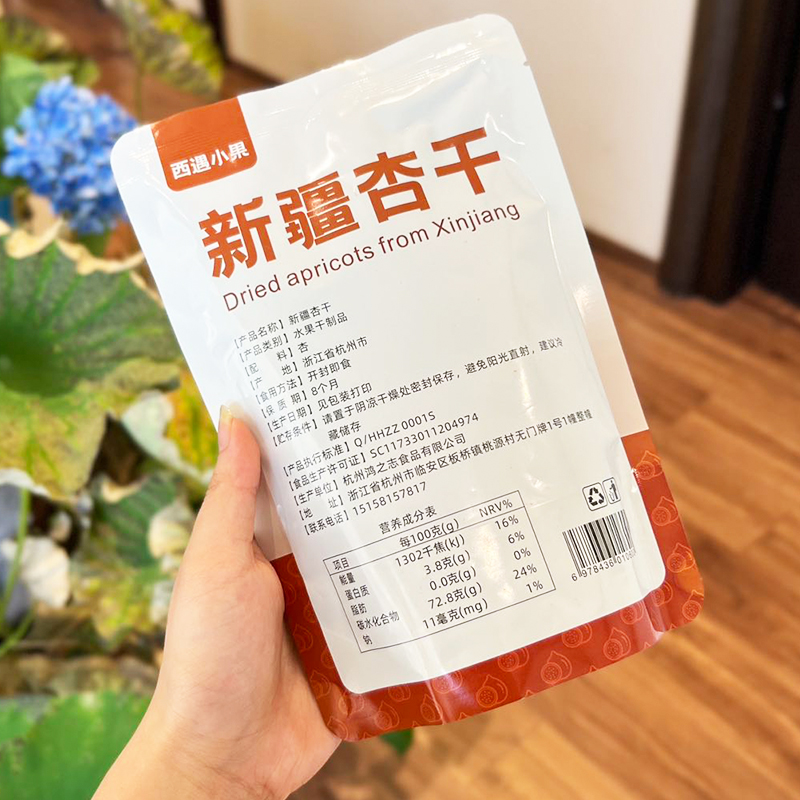 西遇小果
新疆杏干
Dried apricots from Xinjiang
【产品名称】新疆杏干
【产品类别】水果干制品
【配 料】杏
【产 地】浙江省杭州市
【食用方法】开封即食
【保 质 期】8个月
【生产日期】见包装打印
【贮存条件】请置于阴凉干燥处密封保存，避免阳光直射，建议冷
藏储存
【产品执行标准】Q/HHZZ 0001S
【食品生产许可证】SC11733011204974
【生产单位】杭州鸿之志食品有限公司
【地 址】浙江省杭州市临安区板桥镇桃源村无门牌1号1幢整幢
【联系电话】15158157817
营养成分表
项目 每100克(g) NRV%
能量 1302千焦(kJ) 16%
蛋白质 3.8克(g) 6%
脂肪 0.0克(g) 0%
碳水化合物 72.8克(g) 24%
钠 11毫克(mg) 1%